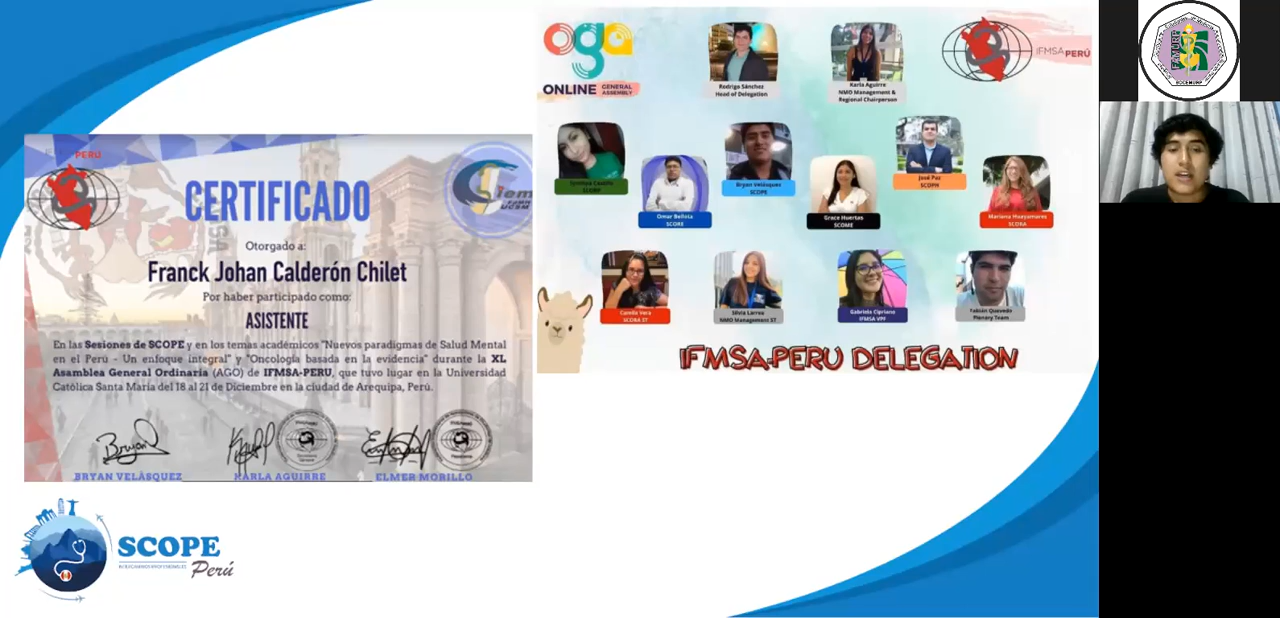 PERÚ
CERTIFICADO
Otorgado a:
Franck Johan Calderón Chilet
Por haber participado como:
ASISTENTE
En las Sesiones de SCOPE y en los temas académicos "Nuevos paradigmas de Salud Mental
en el Perú - Un enfoque integral" y "Oncología basada en la evidencia" durante la XL
Asamblea General Ordinaria (AGO) de IFMSA-PERU, que tuvo lugar en la Universidad
Católica Santa María del 18 al 21 de Diciembre en la ciudad de Arequipa, Perú.
BRYAN VELÁSQUEZ
KARLA AGUIRRE
ELMER MORILLO
SCOPE
Perú
oga
ONLINE GENERAL
ASSEMBLY
IFMSA PERÚ
Rodrigo Sánchez
Head of Delegation
Karla Aguirre
NMO Management &
Regional Chairperson
Omar Bellota
SCORE
Bryan Velásquez
SCOPE
Grace Huertas
SCOME
José Paz
SCOPH
Mariana Huayamares
SCORA
Camila Vera
SCORA ST
Silvia Larrea
NMO Management ST
Gabriela Cipriano
IFMSA VPF
Fabián Quevedo
Plenary Team
IFMSA-PERU DELEGATION